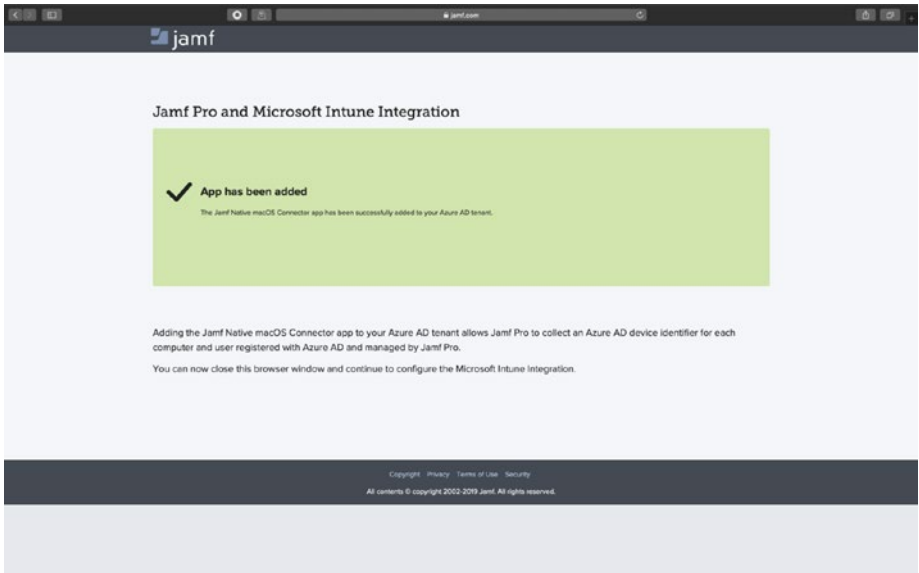 jamf.com
jamf
Jamf Pro and Microsoft Intune Integration
App has been added
The Jamf Native macOS Connector app has been successfully added to your Azure AD tenant.
Adding the Jamf Native macOS Connector app to your Azure AD tenant allows Jamf Pro to collect an Azure AD device identifier for each
computer and user registered with Azure AD and managed by Jamf Pro.
You can now close this browser window and continue to configure the Microsoft Intune Integration.
Copyright Privacy Terms of Use Security
All contents © copyright 2002-2019 Jamf. All rights reserved.